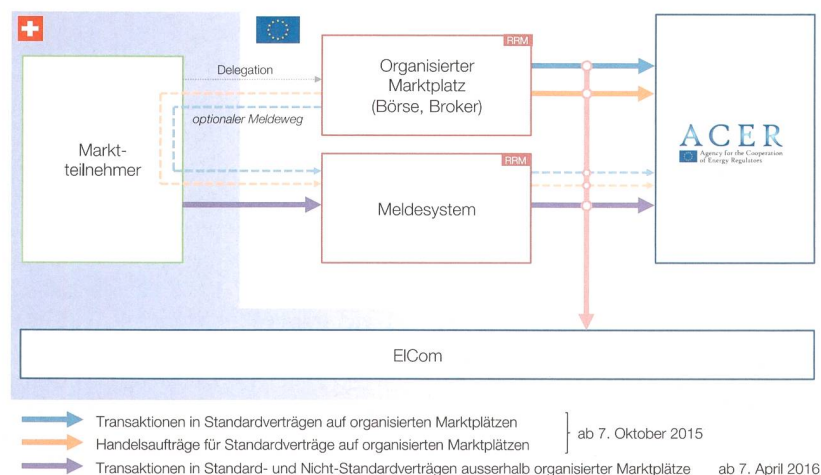 Delegation
optionaler Meldeweg
Markt-
teilnehmer
RRM
Organisierter
Marktplatz
(Börse, Broker)
RRM
Meldesystem
ACER
Agency for the Cooperation
of Energy Regulators
ElCom
Transaktionen in Standardverträgen auf organisierten Marktplätzen
Handelsaufträge für Standardverträge auf organisierten Marktplätzen
ab 7. Oktober 2015
Transaktionen in Standard- und Nicht-Standardverträgen ausserhalb organisierter Marktplätze ab 7. April 2016